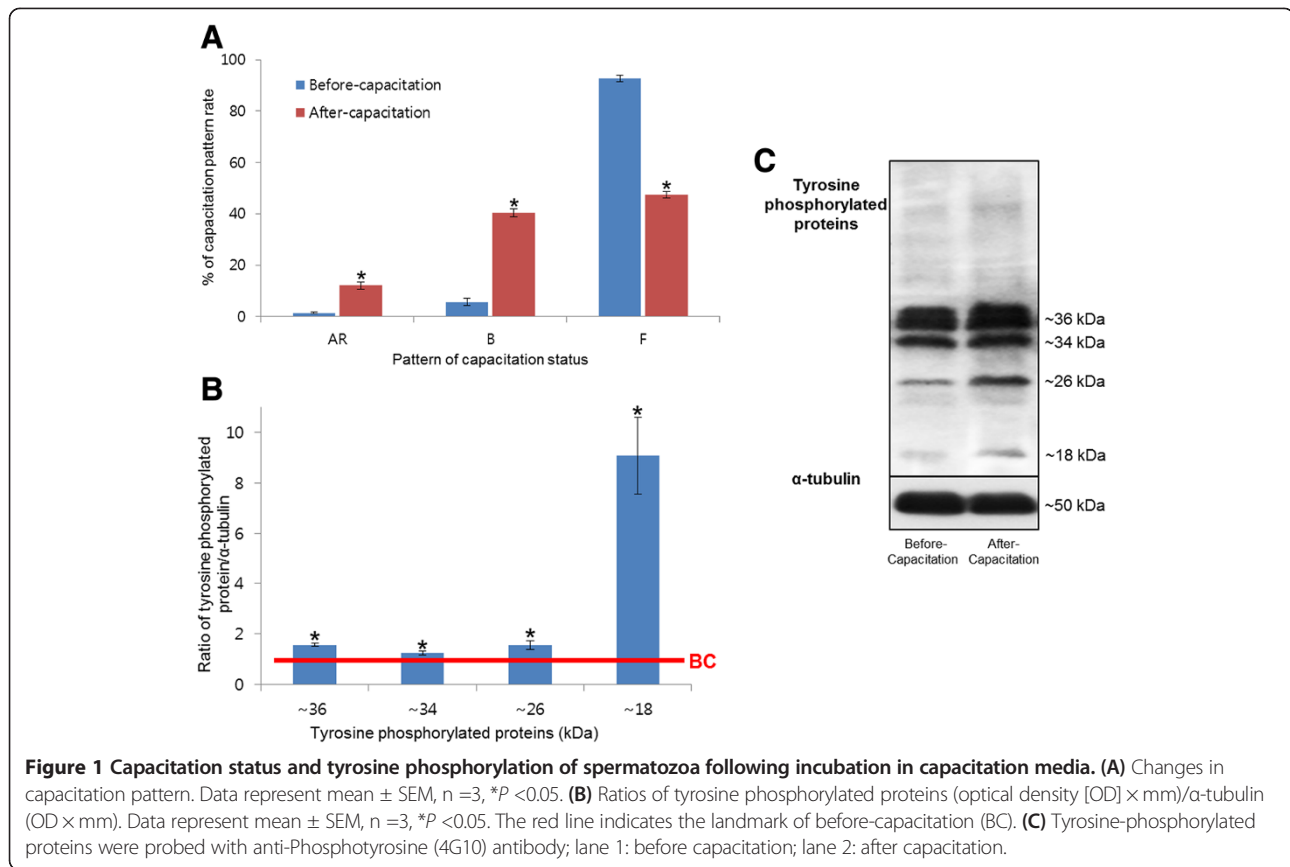 A
100
80
60
40
20
0
% of capacitation pattern rate
Before-capacitation
After-capacitation
*
*
*
AR B F
Pattern of capacitation status
B
10
8
6
4
2
0
Ratio of tyrosine phosphorylated
protein/α-tubulin
*
*
*
*
BC
~36 ~34 ~26 ~18
Tyrosine phosphorylated proteins (kDa)
C
Tyrosine
phosphorylated
proteins
~36 kDa
~34 kDa
~26 kDa
~18 kDa
α-tubulin
~50 kDa
Before-
Capacitation
After-
Capacitation
Figure 1 Capacitation status and tyrosine phosphorylation of spermatozoa following incubation in capacitation media. (A) Changes in
capacitation pattern. Data represent mean ± SEM, n =3, *P <0.05. (B) Ratios of tyrosine phosphorylated proteins (optical density [OD] × mm)/α-tubulin
(OD × mm). Data represent mean ± SEM, n =3, *P <0.05. The red line indicates the landmark of before-capacitation (BC). (C) Tyrosine-phosphorylated
proteins were probed with anti-Phosphotyrosine (4G10) antibody; lane 1: before capacitation; lane 2: after capacitation.